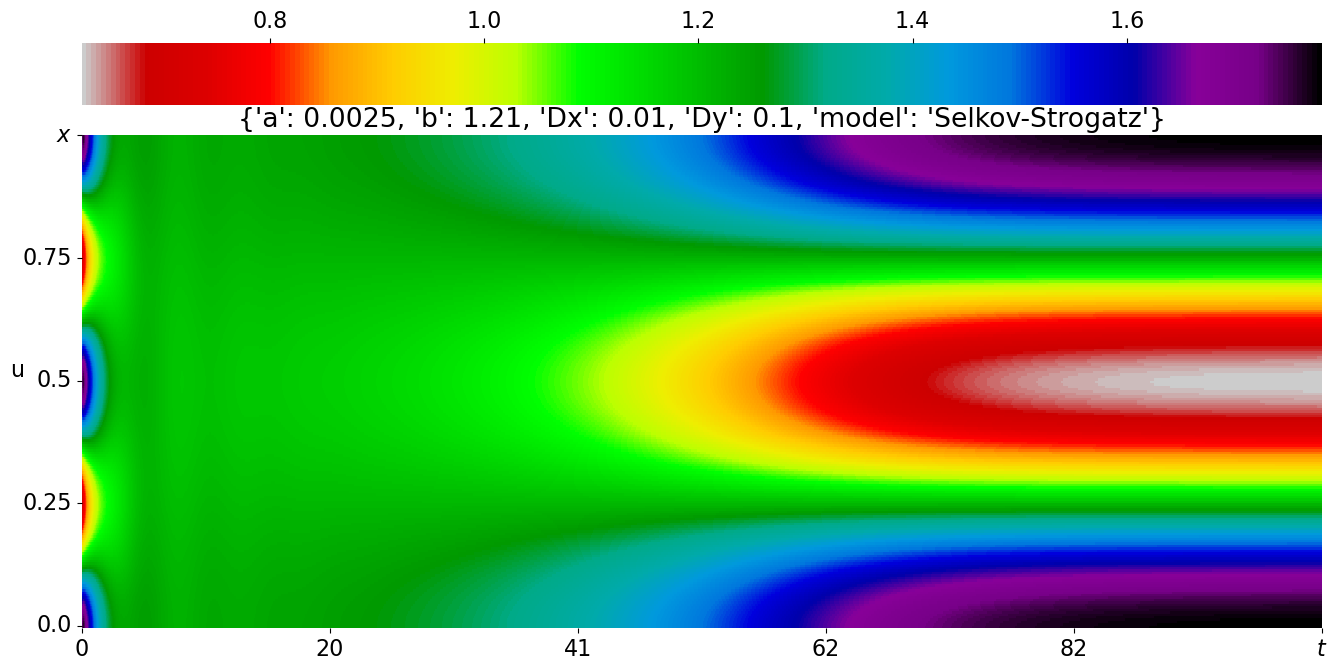 0.8 1.0 1.2 1.4 1.6
{'a': 0.0025, 'b': 1.21, 'Dx': 0.01, 'Dy': 0.1, 'model': 'Selkov-Strogatz'}
x
0.75
u 0.5
0.25
0.0
0 20 41 62 82 t